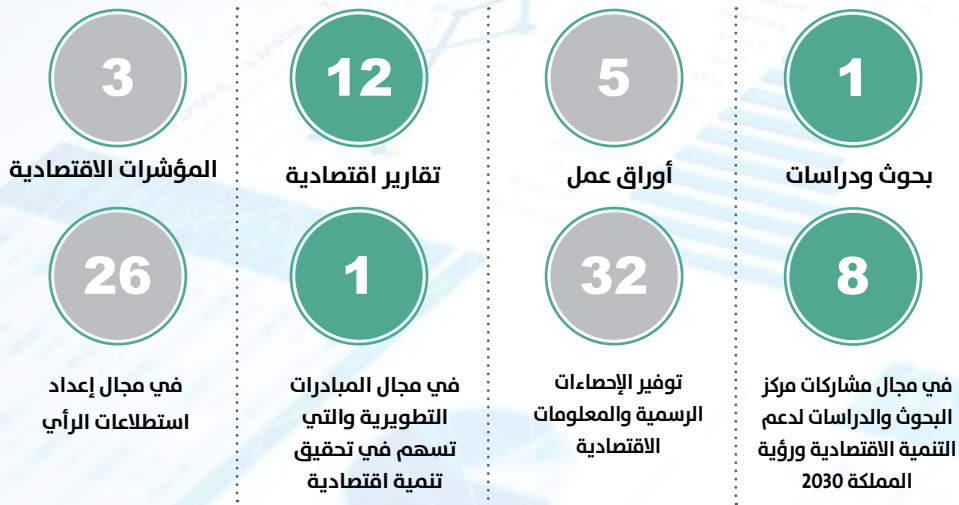 1
بحوث ودراسات
5
أوراق عمل
12
تقارير اقتصادية
3
المؤشرات الاقتصادية
8
في مجال مشاركات مركز
البحوث والدراسات لدعم
التنمية الاقتصادية ورؤية
المملكة 2030
32
توفير الإحصاءات
الرسمية والمعلومات
الاقتصادية
1
في مجال المبادرات
التطويرية والتي
تسهم في تحقيق
تنمية اقتصادية
26
في مجال إعداد
استطلاعات الرأي